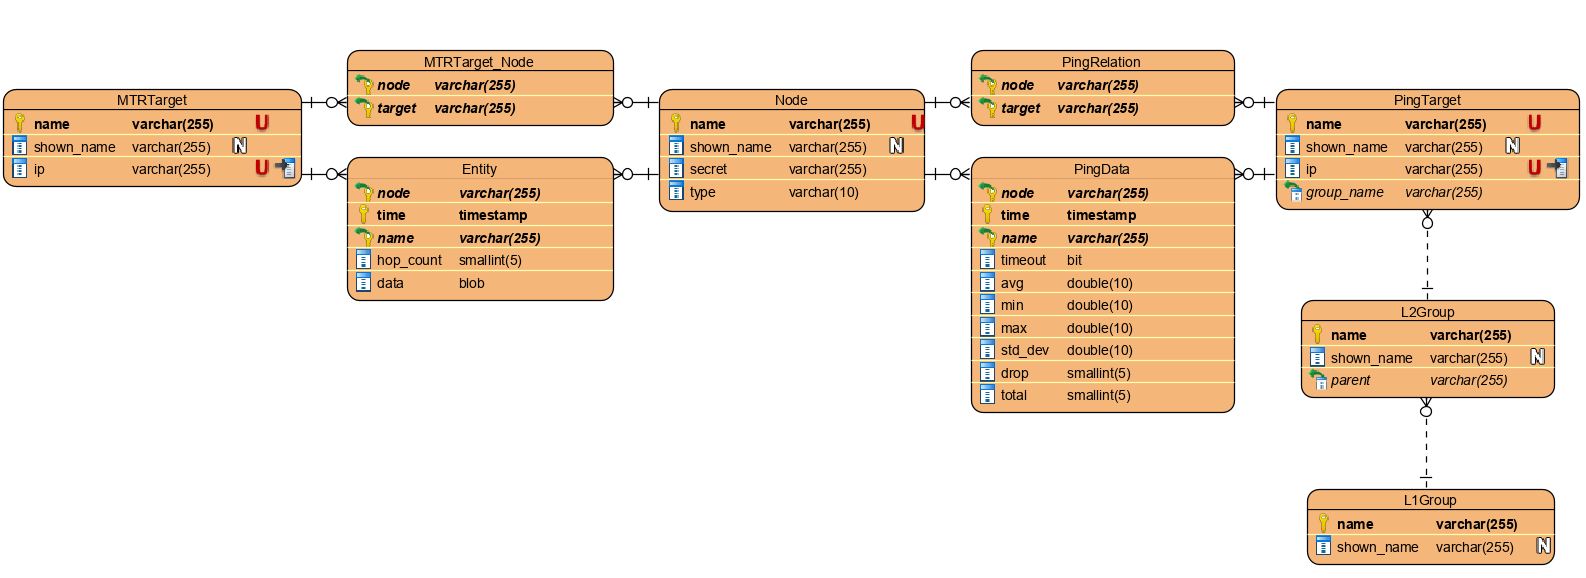 MTRTarget
name varchar(255) U
shown_name varchar(255) N
ip varchar(255) U
MTRTarget_Node
node varchar(255)
target varchar(255)
Entity
node varchar(255)
time timestamp
name varchar(255)
hop_count smallint(5)
data blob
Node
name varchar(255) U
shown_name varchar(255) N
secret varchar(255)
type varchar(10)
PingRelation
node varchar(255)
target varchar(255)
PingData
node varchar(255)
time timestamp
name varchar(255)
timeout bit
avg double(10)
min double(10)
max double(10)
std_dev double(10)
drop smallint(5)
total smallint(5)
PingTarget
name varchar(255) U
shown_name varchar(255) N
ip varchar(255) U
group_name varchar(255)
L2Group
name varchar(255)
shown_name varchar(255) N
parent varchar(255)
L1Group
name varchar(255)
shown_name varchar(255) N